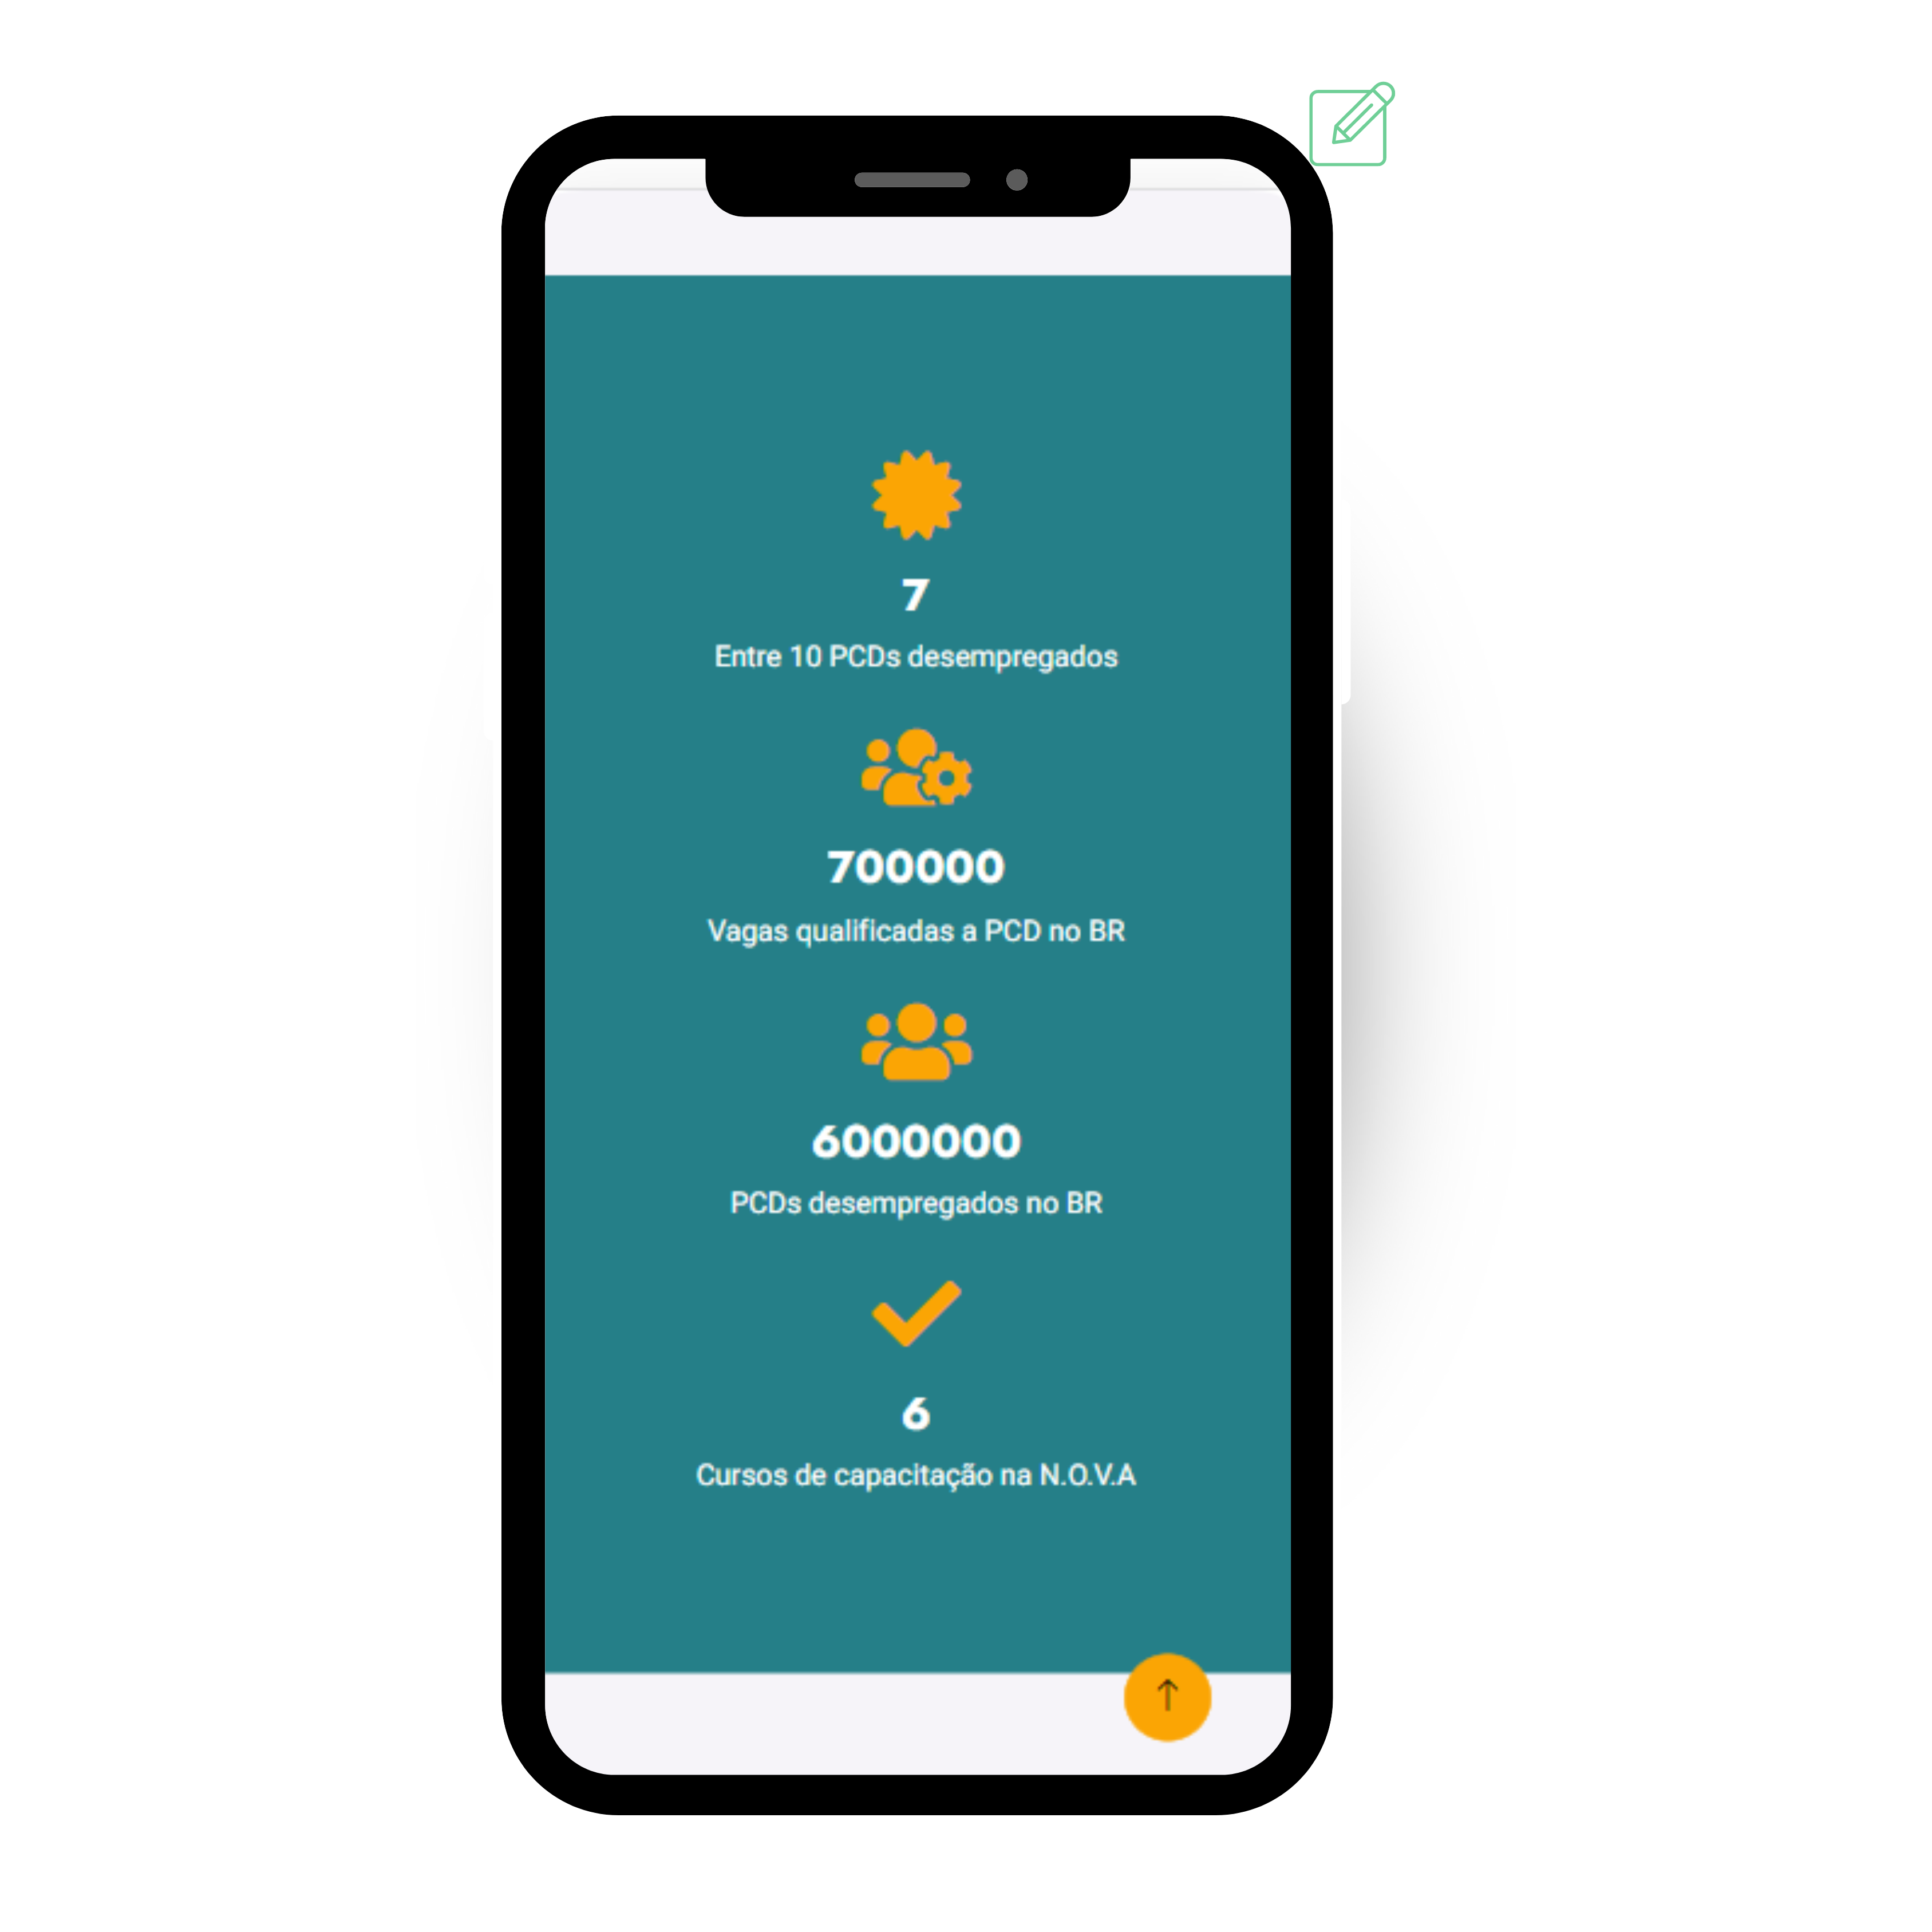 7
Entre 10 PCDs desempregados
700000
Vagas qualificadas a PCD no BR
6000000
PCDs desempregados no BR
6
Cursos de capacitação na N.O.V.A